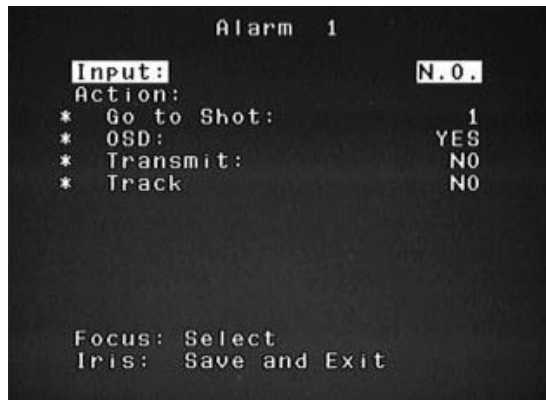 Alarm 1
Input: N.O.
Action:
* Go to Shot: 1
* OSD: YES
* Transmit: NO
* Track NO
Focus: Select
Iris: Save and Exit